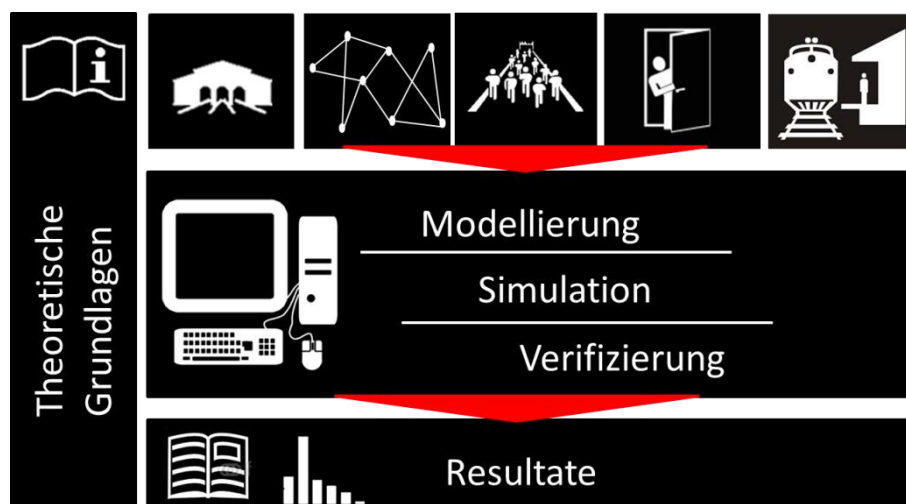 Theoretische
Grundlagen
i
Modellierung
Simulation
Verifizierung
Resultate